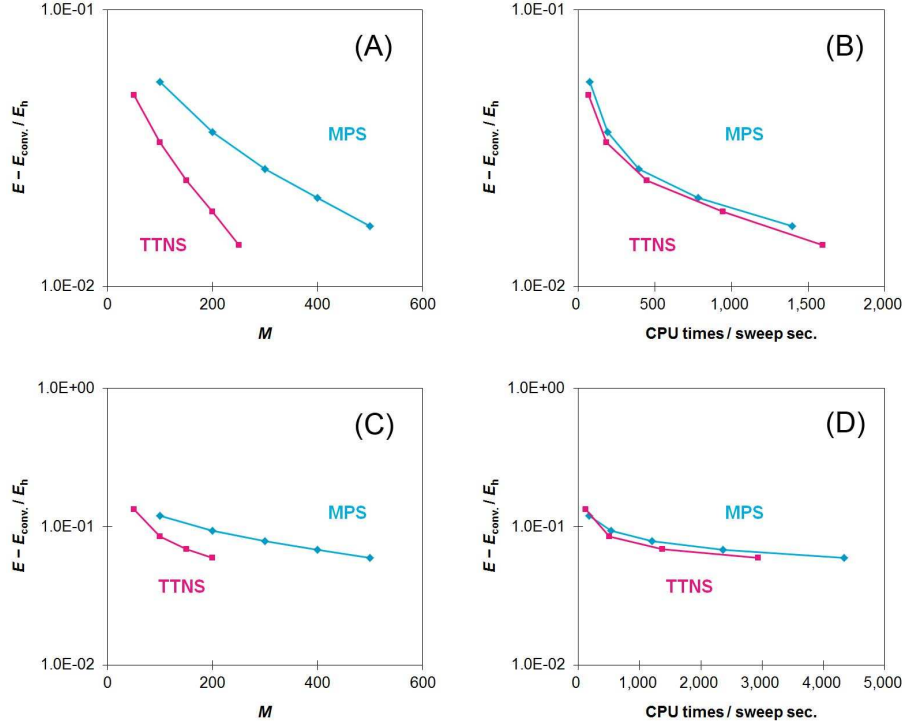 1.0E-01
(A)
MPS
TTNS
1.0E-02
0
200
400
600
M
E − Econv. / Eh
1.0E-01
(B)
MPS
TTNS
1.0E-02
0
500
1,000
1,500
2,000
CPU times / sweep sec.
E − Econv. / Eh
1.0E+00
(C)
MPS
1.0E-01
TTNS
1.0E-02
0
200
400
600
M
E − Econv. / Eh
1.0E+00
(D)
MPS
1.0E-01
TTNS
1.0E-02
0
1,000
2,000
3,000
4,000
5,000
CPU times / sweep sec.
E − Econv. / Eh